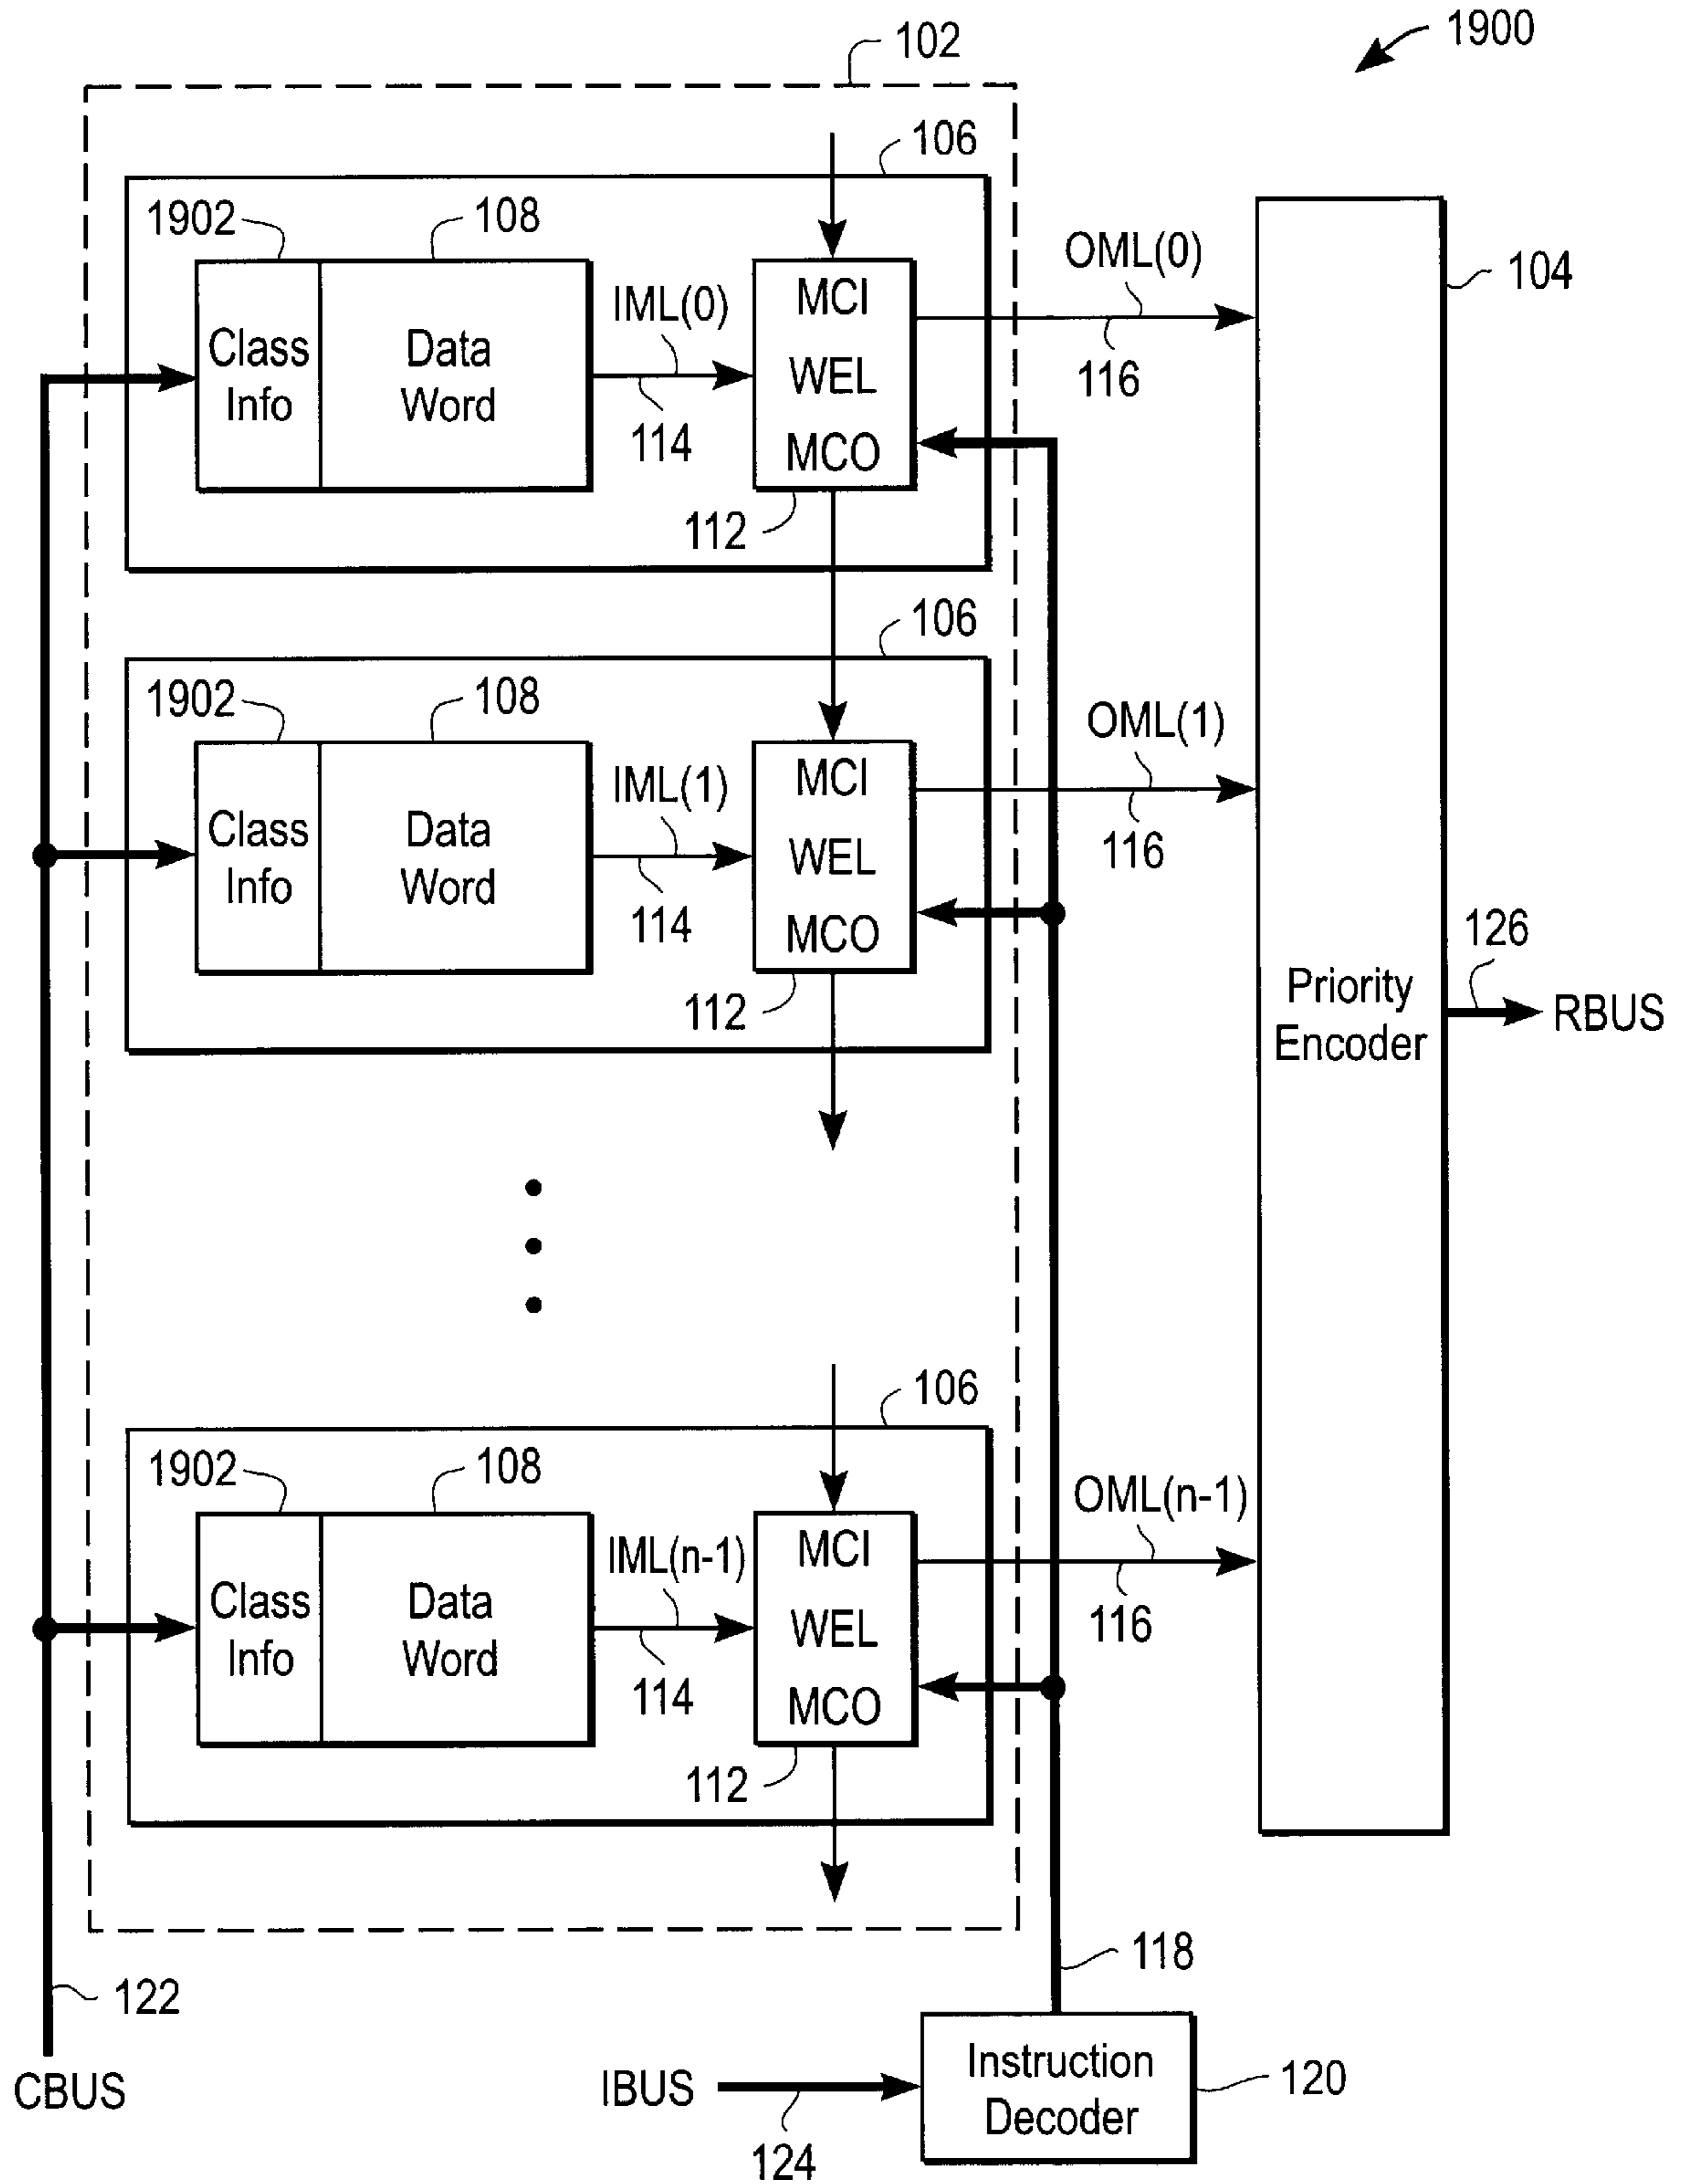 1900
102
106
1902
108
OML(0)
104
IML(0)
MCI
Class
Info
Data
Word
WEL
116
114
MCO
112
106
1902
108
OML(1)
IML(1)
MCI
Class
Info
Data
Word
WEL
116
114
MCO
126
Priority
Encoder
RBUS
112
106
1902
108
OML(n-1)
IML(n-1)
MCI
Class
Info
Data
Word
WEL
116
114
MCO
112
118
122
CBUS
IBUS
124
Instruction
Decoder
120